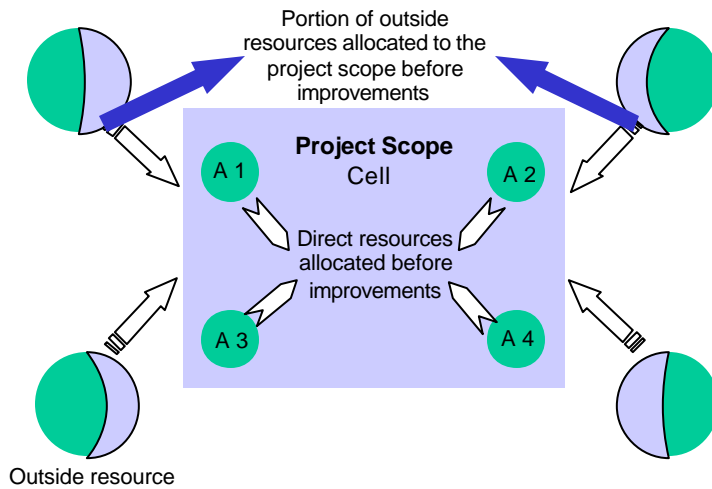 Portion of outside
resources allocated to the
project scope before
improvements
Project Scope
Cell
A 1
A 2
Direct resources
allocated before
improvements
A 3
A 4
Outside resource